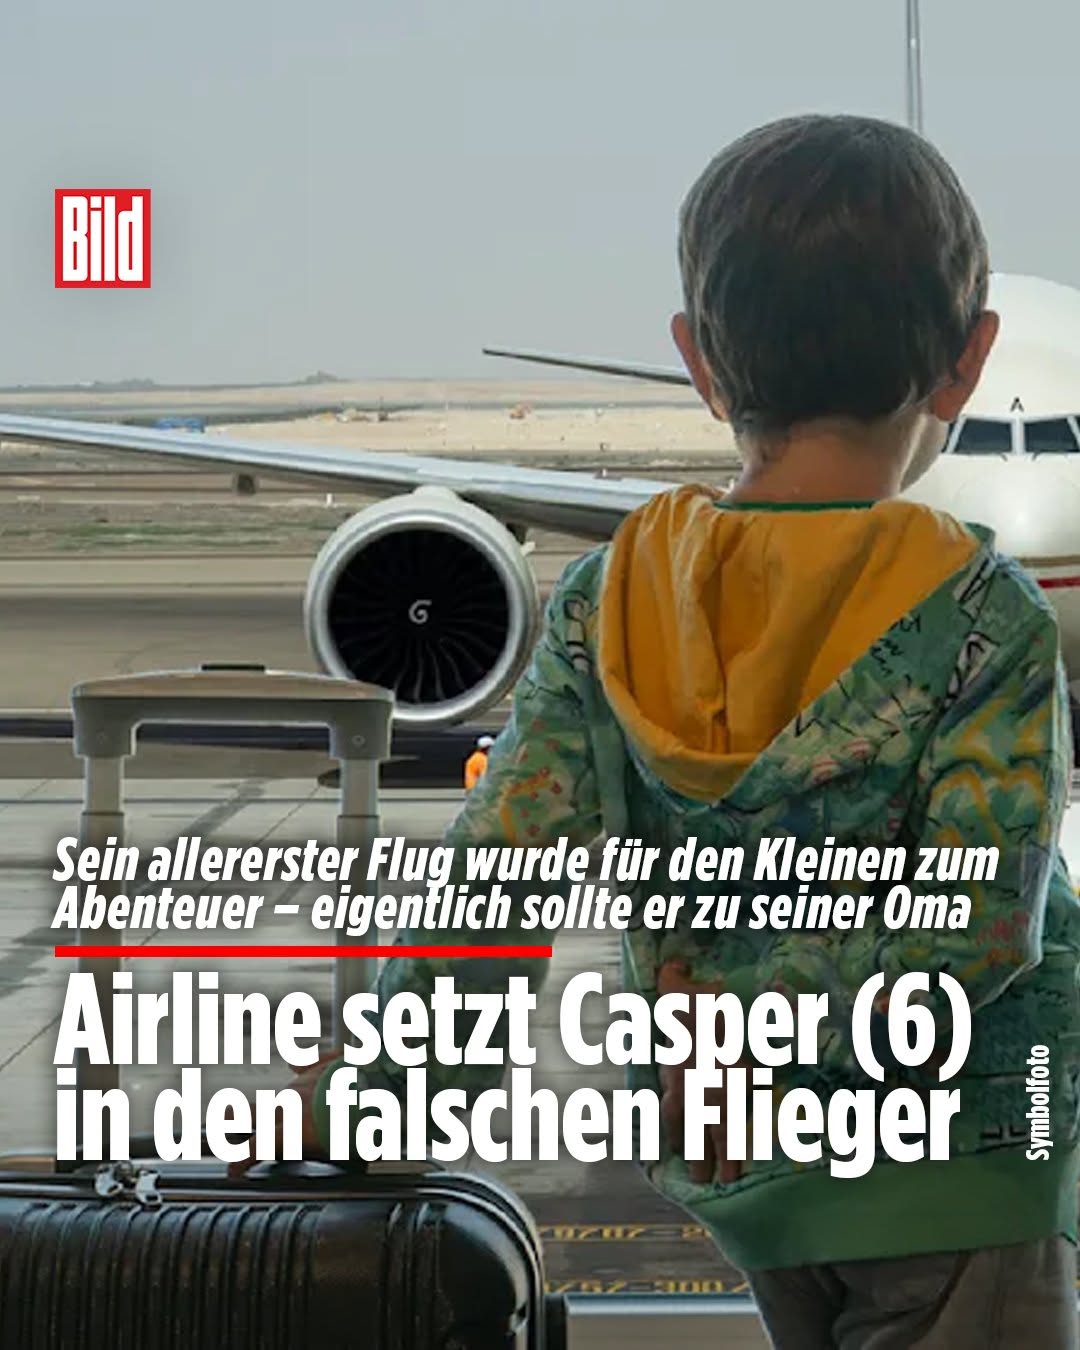 Bild
Sein allererster Flug wurde für den Kleinen zum
Abenteuer – eigentlich sollte er zu seiner Oma
Airline setzt Casper (6)
in den falschen Flieger
Symbolfoto